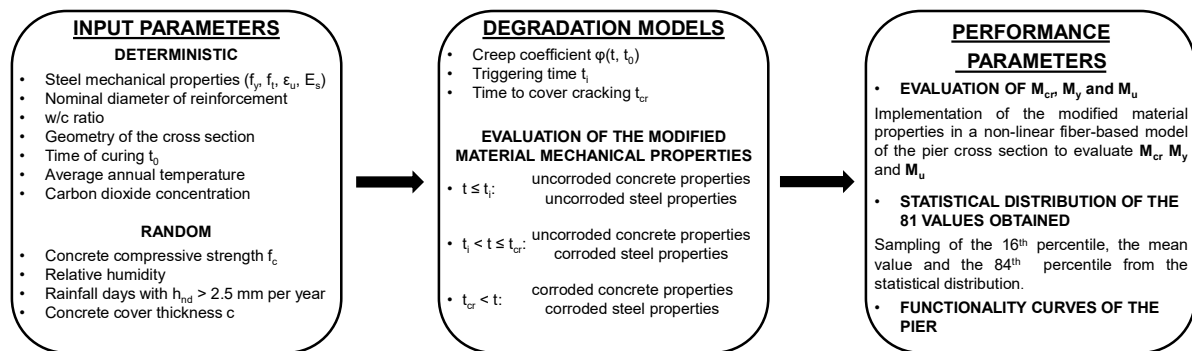 INPUT PARAMETERS
DETERMINISTIC
• Steel mechanical properties (fy, ft, εu, Es)
• Nominal diameter of reinforcement
• w/c ratio
• Geometry of the cross section
• Time of curing t0
• Average annual temperature
• Carbon dioxide concentration
RANDOM
• Concrete compressive strength fc
• Relative humidity
• Rainfall days with hnd > 2.5 mm per year
• Concrete cover thickness c
DEGRADATION MODELS
• Creep coefficient φ(t, t0)
• Triggering time ti
• Time to cover cracking tcr
EVALUATION OF THE MODIFIED
MATERIAL MECHANICAL PROPERTIES
• t ≤ ti: uncorroded concrete properties
uncorroded steel properties
• ti < t ≤ tcr: uncorroded concrete properties
corroded steel properties
• tcr < t: corroded concrete properties
corroded steel properties
PERFORMANCE
PARAMETERS
• EVALUATION OF Mcr, My and Mu
Implementation of the modified material
properties in a non-linear fiber-based model
of the pier cross section to evaluate Mcr My
and Mu
• STATISTICAL DISTRIBUTION OF THE
81 VALUES OBTAINED
Sampling of the 16th percentile, the mean
value and the 84th percentile from the
statistical distribution.
• FUNCTIONALITY CURVES OF THE
PIER